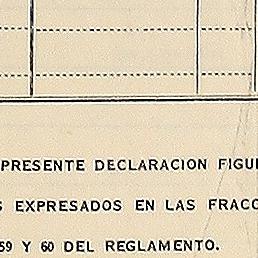 PRESENTE DECLARACION FIGU
S EXPRESADOS EN LAS FRACC
59 Y 60 DEL REGLAMENTO.